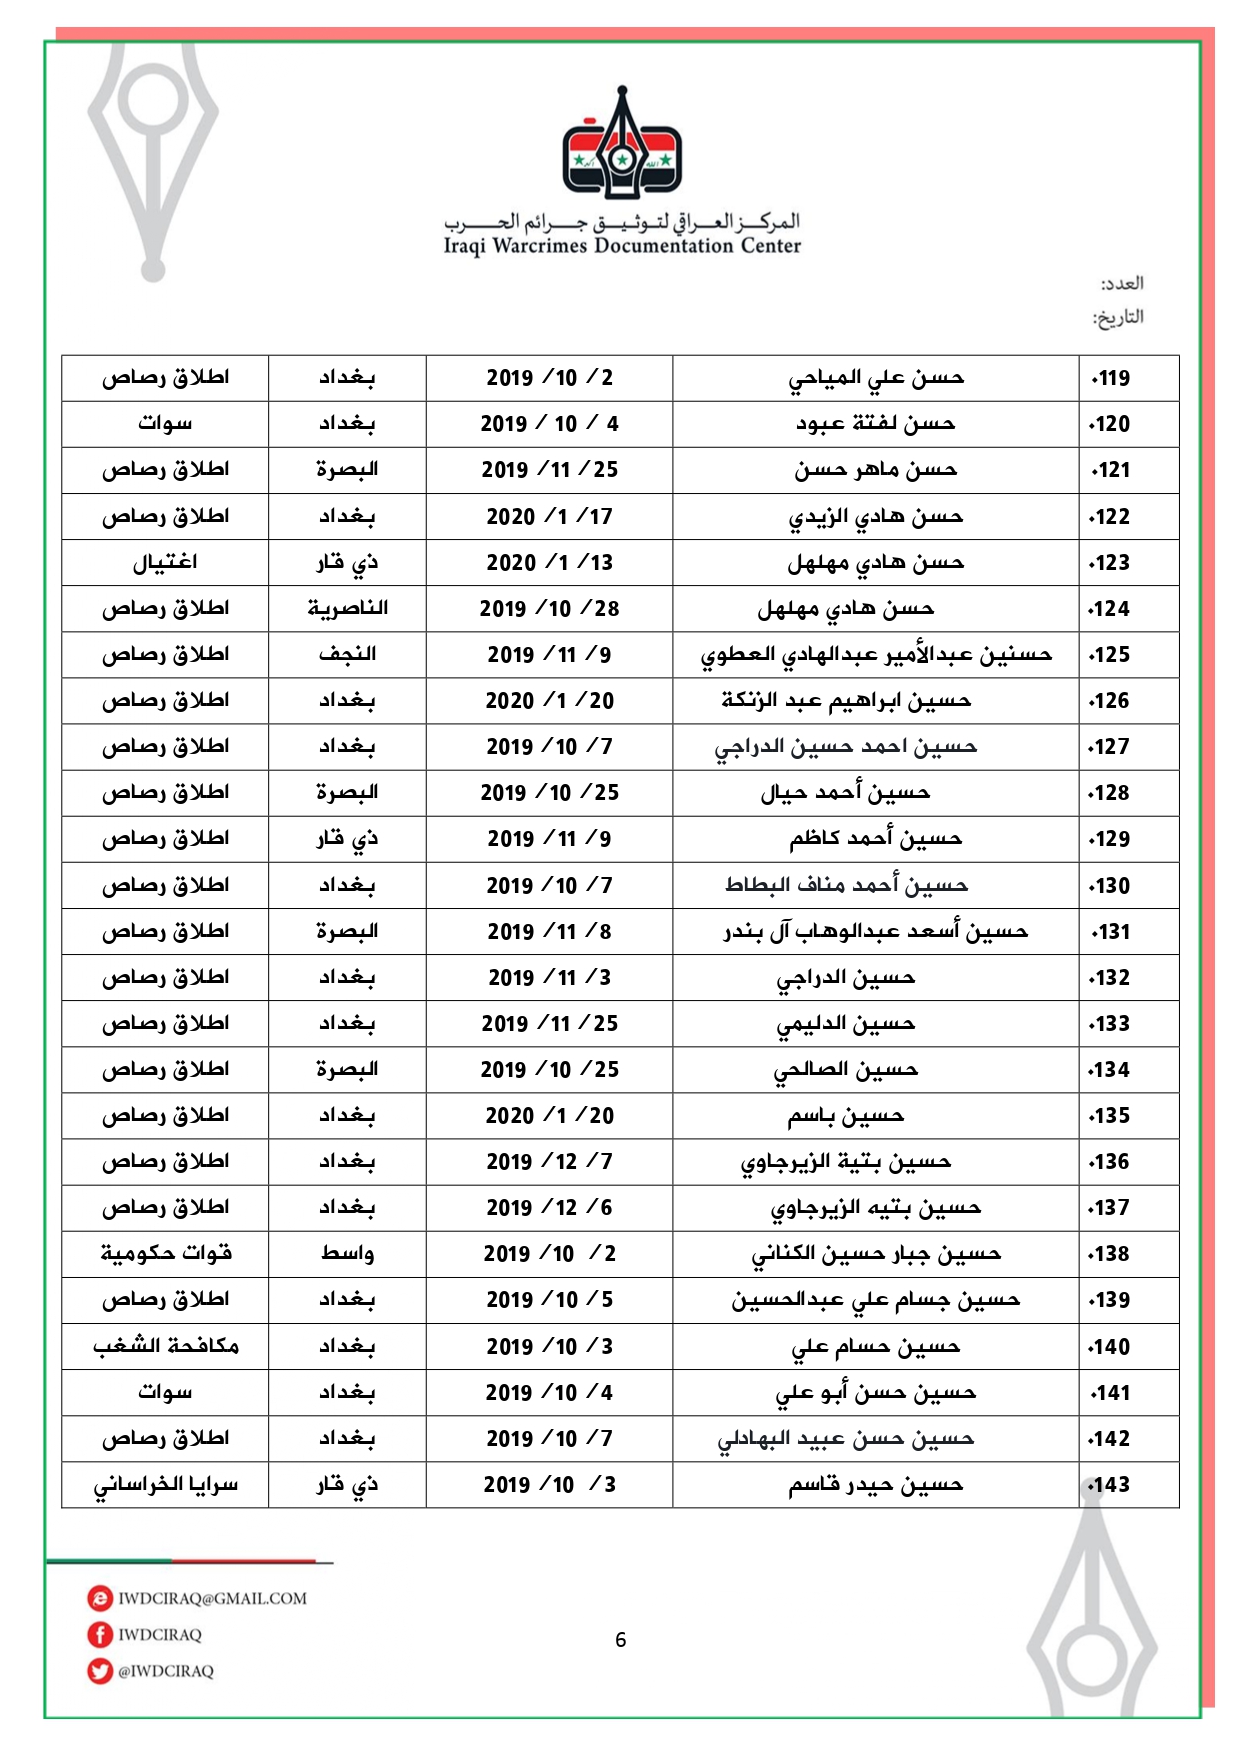 المركز العراقي لتوثيق جرائم الحرب
Iraqi Warcrimes Documentation Center
العدد:
التاريخ:
119. حسن علي المياحي 2/ 10/ 2019 بغداد اطلاق رصاص
120. حسن لفتة عبود 4 / 10 / 2019 بغداد سوات
121. حسن ماهر حسن 25/ 11/ 2019 البصرة اطلاق رصاص
122. حسن هادي الزيدي 17/ 1/ 2020 بغداد اطلاق رصاص
123. حسن هادي مهلهل 13/ 1/ 2020 ذي قار اغتيال
124. حسن هادي مهلهل 28/ 10/ 2019 الناصرية اطلاق رصاص
125. حسنين عبدالأمير عبدالهادي العطوي 9/ 11/ 2019 النجف اطلاق رصاص
126. حسين ابراهيم عبد الزنكة 20/ 1/ 2020 بغداد اطلاق رصاص
127. حسين احمد حسين الدراجي 7/ 10/ 2019 بغداد اطلاق رصاص
128. حسين أحمد حيال 25/ 10/ 2019 البصرة اطلاق رصاص
129. حسين أحمد كاظم 9/ 11/ 2019 ذي قار اطلاق رصاص
130. حسين أحمد مناف البطاط 7/ 10/ 2019 بغداد اطلاق رصاص
131. حسين أسعد عبدالوهاب آل بندر 8/ 11/ 2019 البصرة اطلاق رصاص
132. حسين الدراجي 3/ 11/ 2019 بغداد اطلاق رصاص
133. حسين الدليمي 25/ 11/ 2019 بغداد اطلاق رصاص
134. حسين الصالحي 25/ 10/ 2019 البصرة اطلاق رصاص
135. حسين باسم 20/ 1/ 2020 بغداد اطلاق رصاص
136. حسين بتية الزيرجاوي 7/ 12/ 2019 بغداد اطلاق رصاص
137. حسين بتيه الزيرجاوي 6/ 12/ 2019 بغداد اطلاق رصاص
138. حسين جبار حسين الكناني 2/ 10/ 2019 واسط قوات حكومية
139. حسين جسام علي عبدالحسين 5/ 10/ 2019 بغداد اطلاق رصاص
140. حسين حسام علي 3/ 10/ 2019 بغداد مكافحة الشغب
141. حسين حسن أبو علي 4/ 10/ 2019 بغداد سوات
142. حسين حسن عبيد البهادلي 7/ 10/ 2019 بغداد اطلاق رصاص
143. حسين حيدر قاسم 3/ 10/ 2019 ذي قار سرايا الخراساني
IWDCIRAQ@GMAIL.COM
IWDCIRAQ
@IWDCIRAQ
6